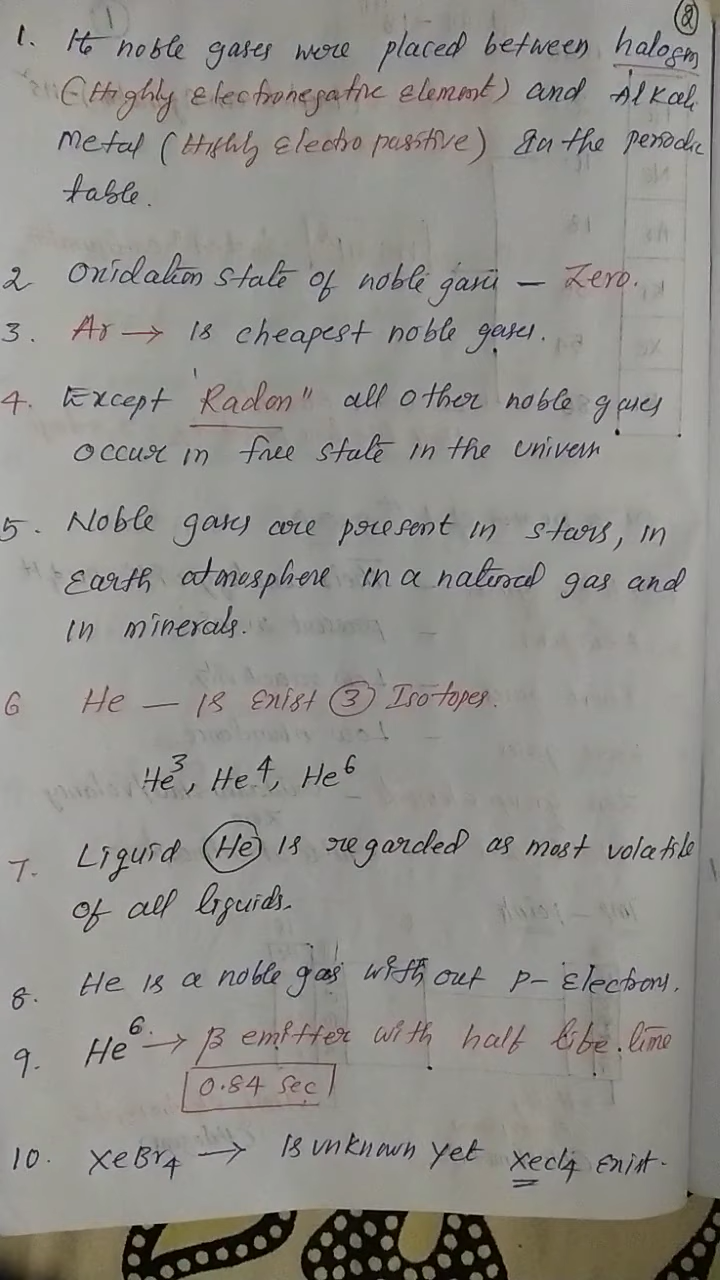 (8)
1. The noble gases were placed between halogen
(Highly Electronegative element) and Alkali
metal (Highly Electro passitive) In the periodic
table.
2 Oxidation state of noble gases – Zero.
3. Ar → is cheapest noble gases.
4. Except "Radon" all other noble gases
occur in free state in the univers
5. Noble gases are present in stars, in
Earth atmosphere in a natural gas and
in minerals.
6 He — is Exist (3) Isotopes.
He³, He⁴, He⁶
7. Liquid (He) is regarded as most volatile
of all liquids.
8. He is a noble gas with out p- Electrons.
9. He⁶ → β emitter with half life. time
0.84 sec
10. XeBr₄ → is unknown yet XeCl₄ Exist.